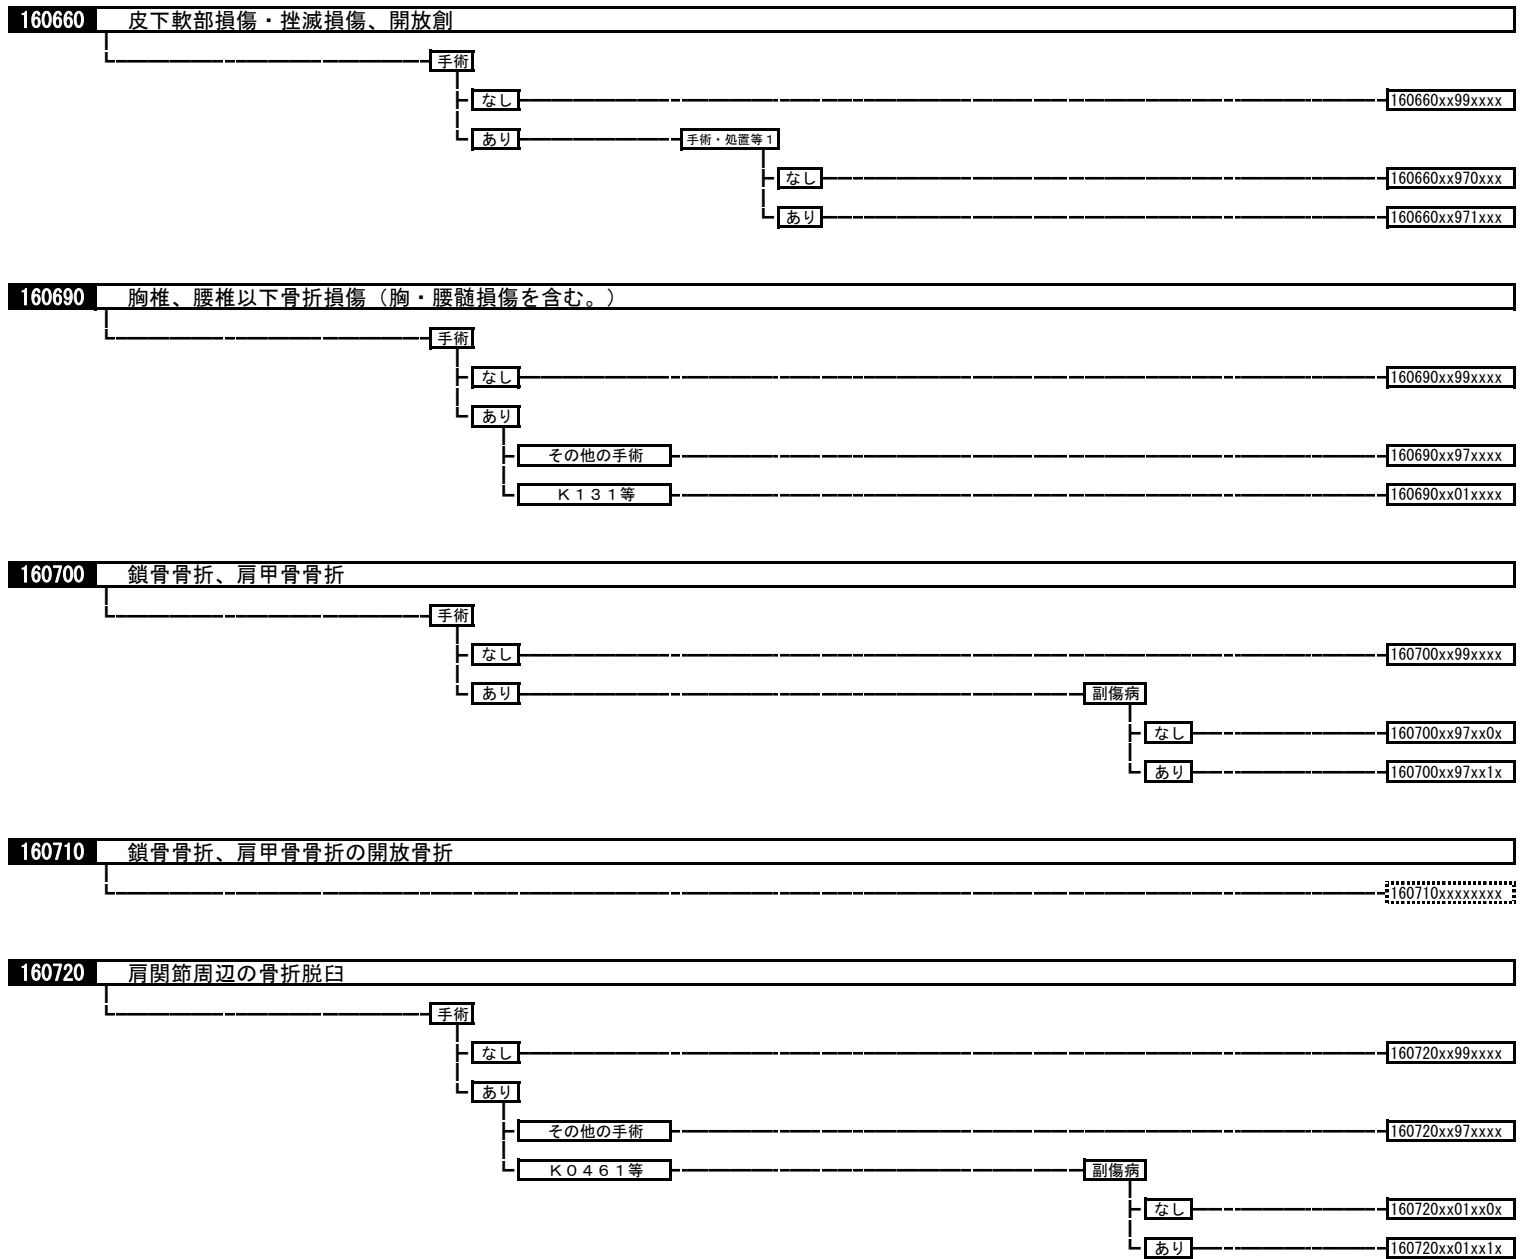 160660 皮下軟部損傷・挫滅損傷、開放創
手術
なし 160660xx99xxxx
あり 手術・処置等1
なし 160660xx970xxx
あり 160660xx971xxx
160690 胸椎、腰椎以下骨折損傷（胸・腰髄損傷を含む。）
手術
なし 160690xx99xxxx
あり
その他の手術 160690xx97xxxx
K131等 160690xx01xxxx
160700 鎖骨骨折、肩甲骨骨折
手術
なし 160700xx99xxxx
あり 副傷病
なし 160700xx97xx0x
あり 160700xx97xx1x
160710 鎖骨骨折、肩甲骨骨折の開放骨折
160710xxxxxxxx
160720 肩関節周辺の骨折脱臼
手術
なし 160720xx99xxxx
あり
その他の手術 160720xx97xxxx
K0461等 副傷病
なし 160720xx01xx0x
あり 160720xx01xx1x